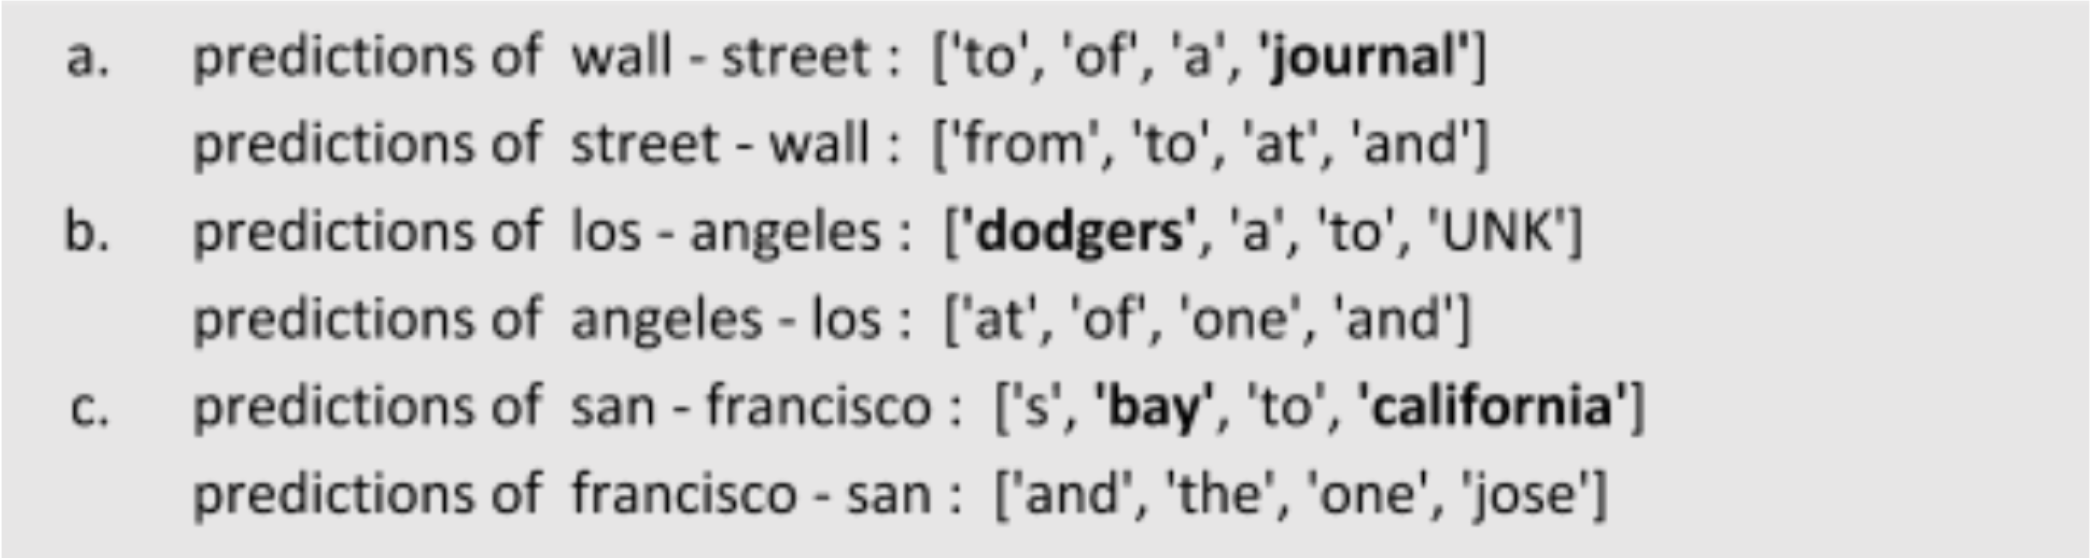 a. predictions of wall - street : ['to', 'of', 'a', 'journal']
predictions of street - wall : ['from', 'to', 'at', 'and']
b. predictions of los - angeles : ['dodgers', 'a', 'to', 'UNK']
predictions of angeles - los : ['at', 'of', 'one', 'and']
c. predictions of san - francisco : ['s', 'bay', 'to', 'california']
predictions of francisco - san : ['and', 'the', 'one', 'jose']